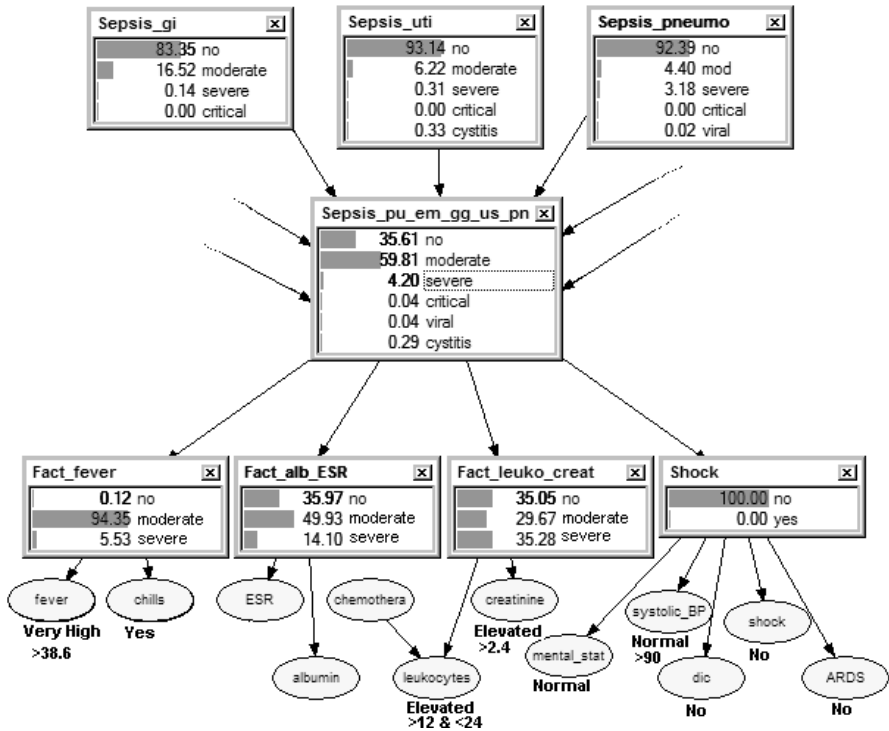 Sepsis_gi
83.35 no
16.52 moderate
0.14 severe
0.00 critical
Sepsis_uti
93.14 no
6.22 moderate
0.31 severe
0.00 critical
0.33 cystitis
Sepsis_pneumo
92.39 no
4.40 mod
3.18 severe
0.00 critical
0.02 viral
Sepsis_pu_em_gg_us_pn
35.61 no
59.81 moderate
4.20 severe
0.04 critical
0.04 viral
0.29 cystitis
Fact_fever
0.12 no
94.35 moderate
5.53 severe
Fact_alb_ESR
35.97 no
49.93 moderate
14.10 severe
Fact_leuko_creat
35.05 no
29.67 moderate
35.28 severe
Shock
100.00 no
0.00 yes
fever
Very High
>38.6
chills
Yes
ESR
albumin
chemothera
leukocytes
Elevated
>12 & <24
creatinine
Elevated
>2.4
mental_stat
Normal
systolic_BP
Normal
>90
dic
No
shock
No
ARDS
No